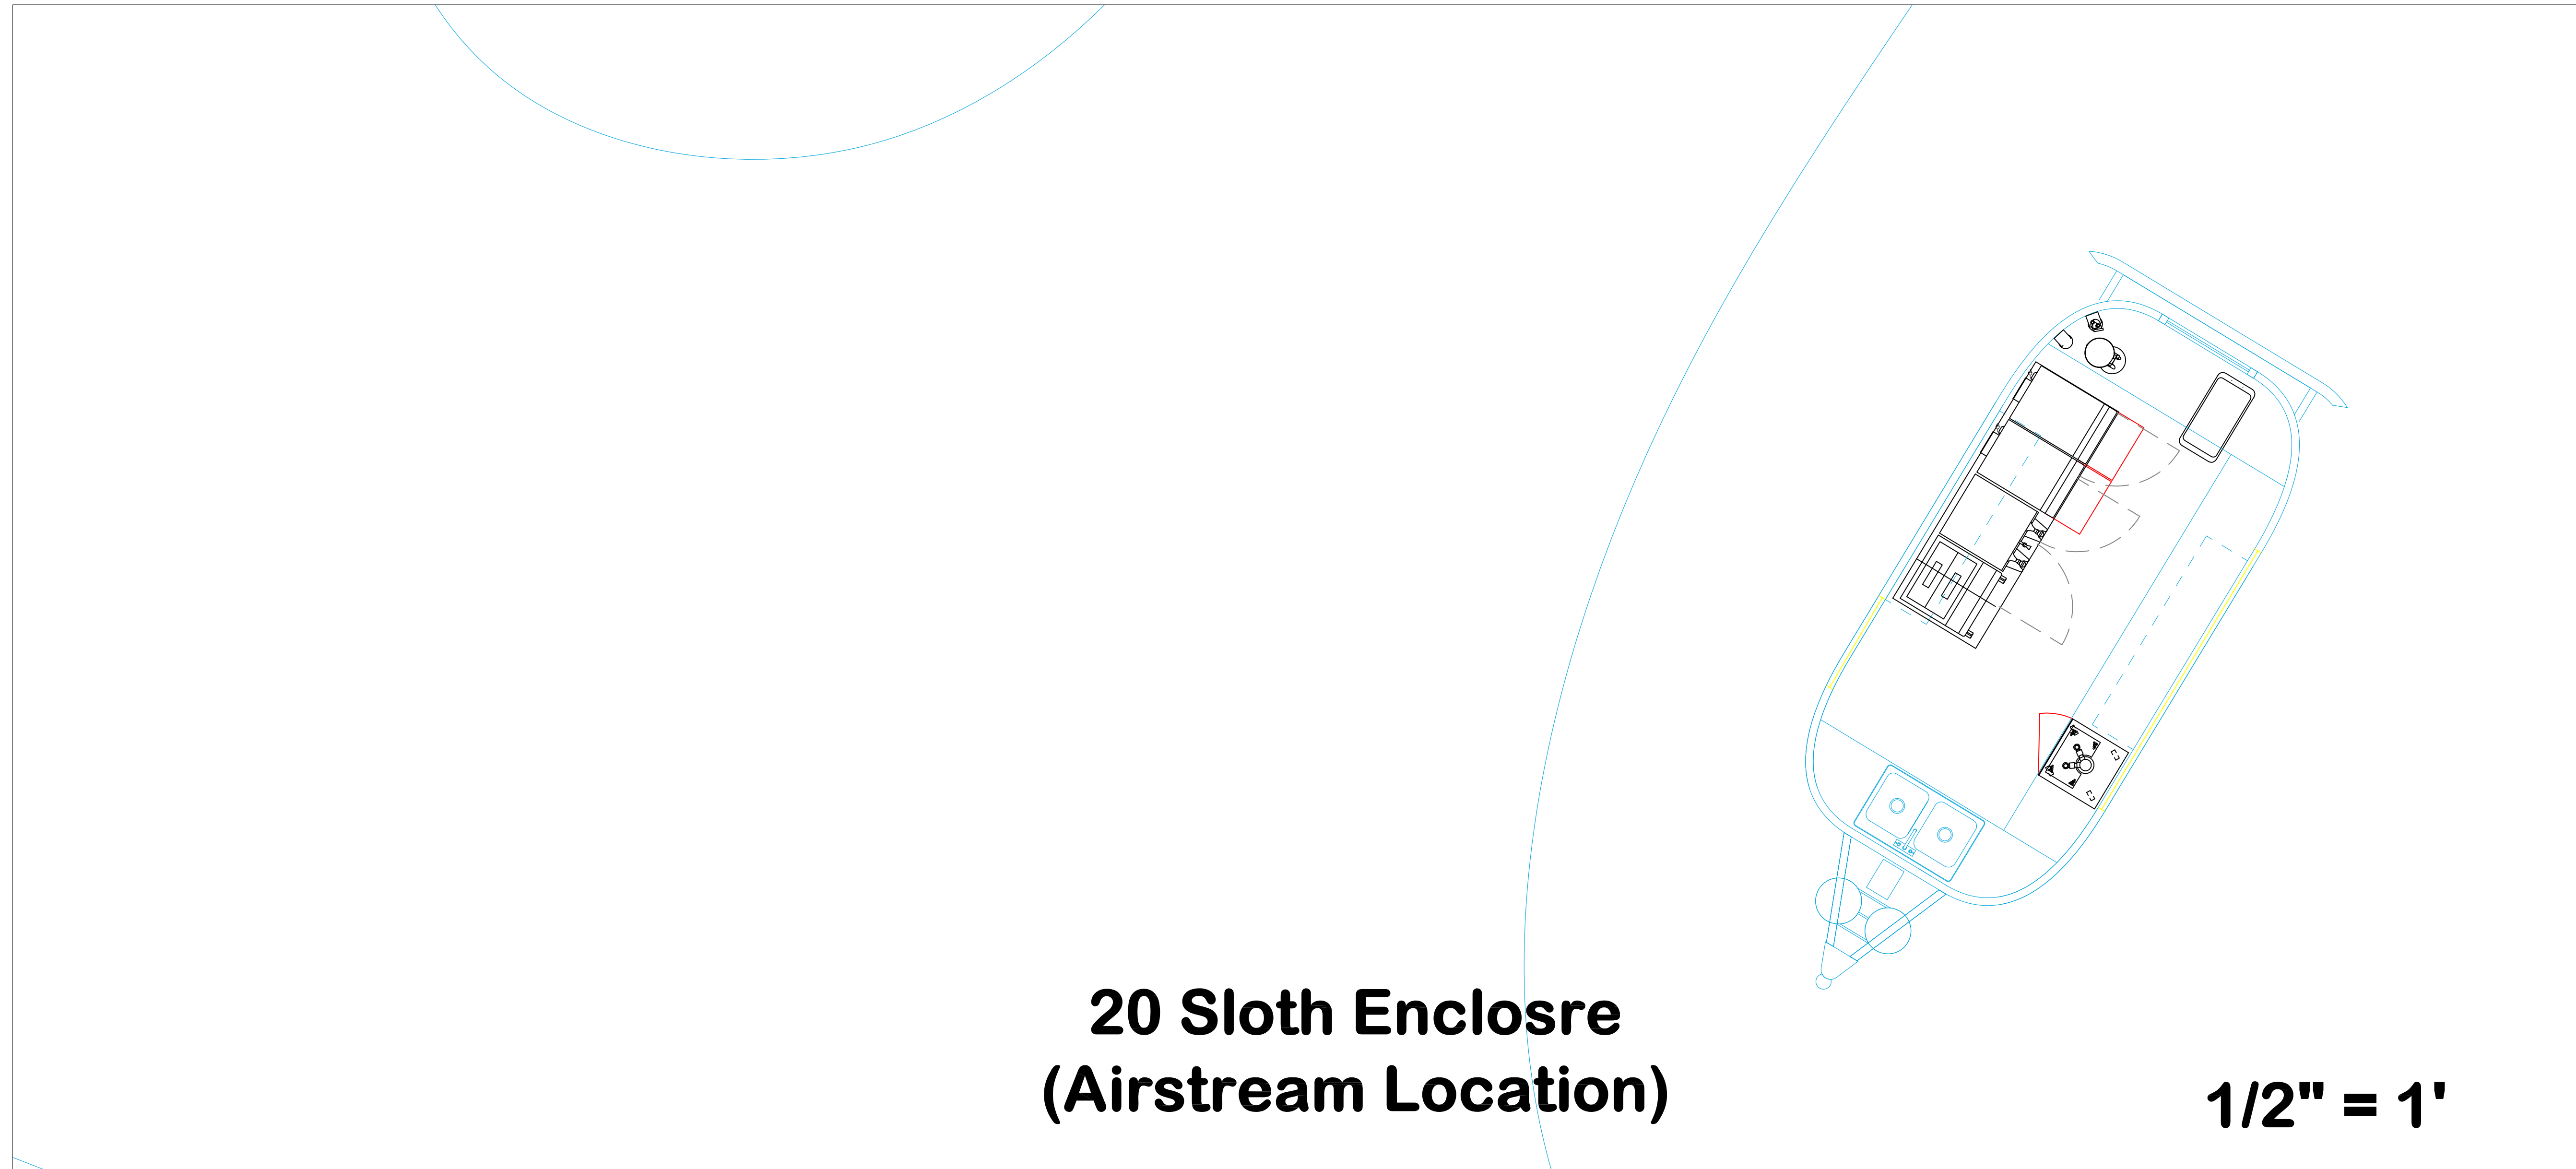 20 Sloth Enclosre
(Airstream Location)
1/2" = 1'